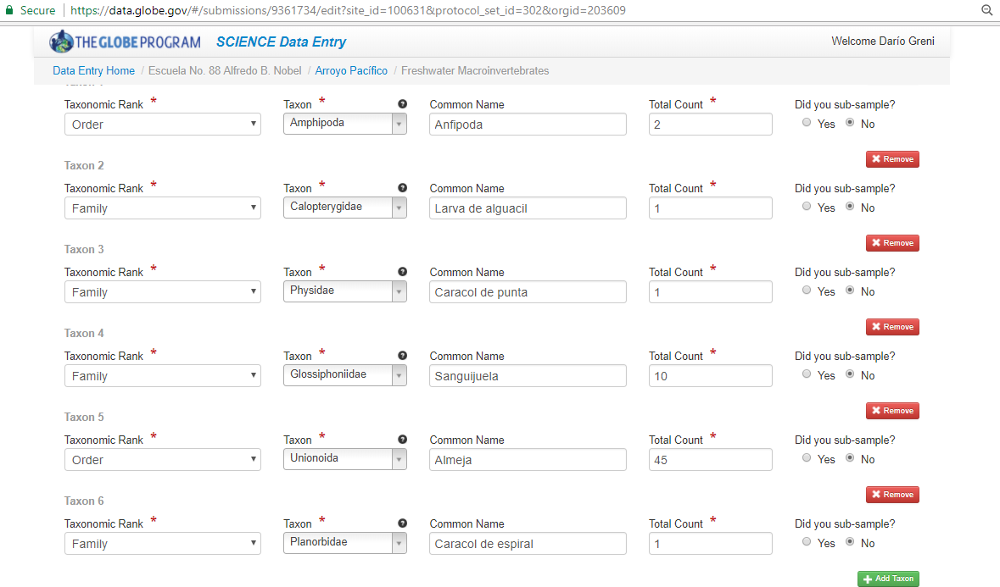 Secure https://data.globe.gov/#/submissions/9361734/edit?site_id=100631&protocol_set_id=302&orgid=203609
THE GLOBE PROGRAM SCIENCE Data Entry Welcome Darío Greni
Data Entry Home / Escuela No. 88 Alfredo B. Nobel / Arroyo Pacífico / Freshwater Macroinvertebrates
Taxonomic Rank * Taxon * ? Common Name Total Count * Did you sub-sample?
Order Amphipoda Anfipoda 2 Yes No
Remove
Taxon 2
Taxonomic Rank * Taxon * ? Common Name Total Count * Did you sub-sample?
Family Calopterygidae Larva de alguacil 1 Yes No
Remove
Taxon 3
Taxonomic Rank * Taxon * ? Common Name Total Count * Did you sub-sample?
Family Physidae Caracol de punta 1 Yes No
Remove
Taxon 4
Taxonomic Rank * Taxon * ? Common Name Total Count * Did you sub-sample?
Family Glossiphoniidae Sanguijuela 10 Yes No
Remove
Taxon 5
Taxonomic Rank * Taxon * ? Common Name Total Count * Did you sub-sample?
Order Unionoida Almeja 45 Yes No
Remove
Taxon 6
Taxonomic Rank * Taxon * ? Common Name Total Count * Did you sub-sample?
Family Planorbidae Caracol de espiral 1 Yes No
Add Taxon